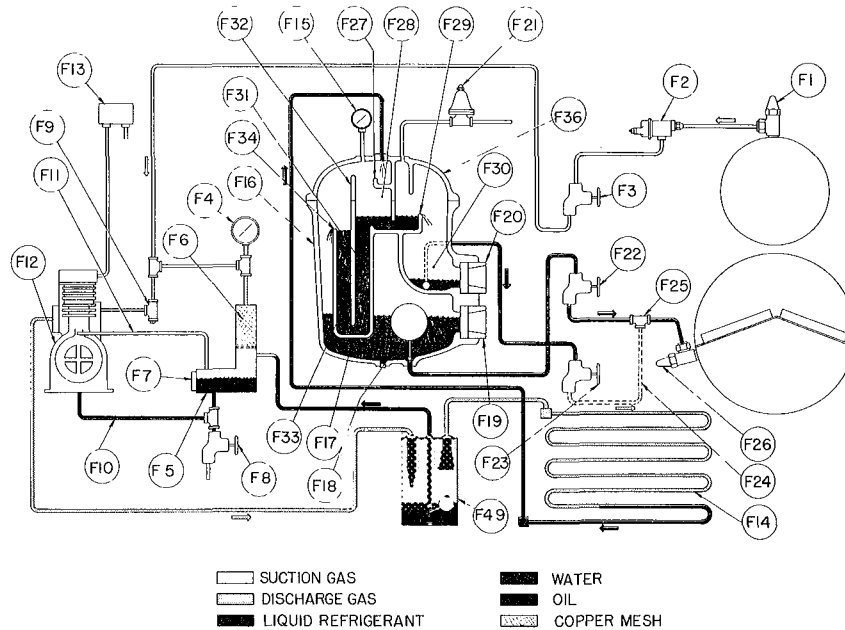 F32
F15
F27
F28
F29
F21
F13
F2
F1
F9
F31
F36
F11
F34
F30
F16
F4
F20
F3
F6
F22
F12
F25
F7
F10
F5
F8
F33
F17
F18
F19
F23
F26
F24
F49
F14
SUCTION GAS
WATER
DISCHARGE GAS
OIL
LIQUID REFRIGERANT
COPPER MESH